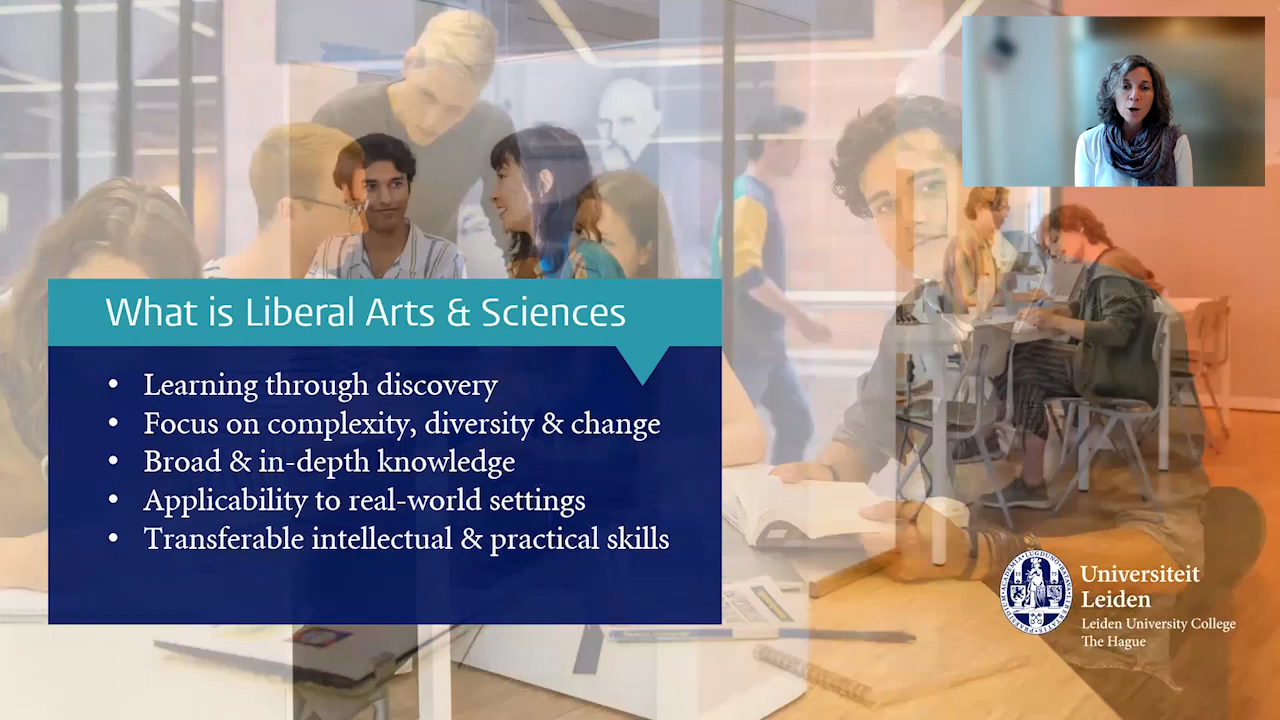 What is Liberal Arts & Sciences
• Learning through discovery
• Focus on complexity, diversity & change
• Broad & in-depth knowledge
• Applicability to real-world settings
• Transferable intellectual & practical skills
Universiteit
Leiden
Leiden University College
The Hague